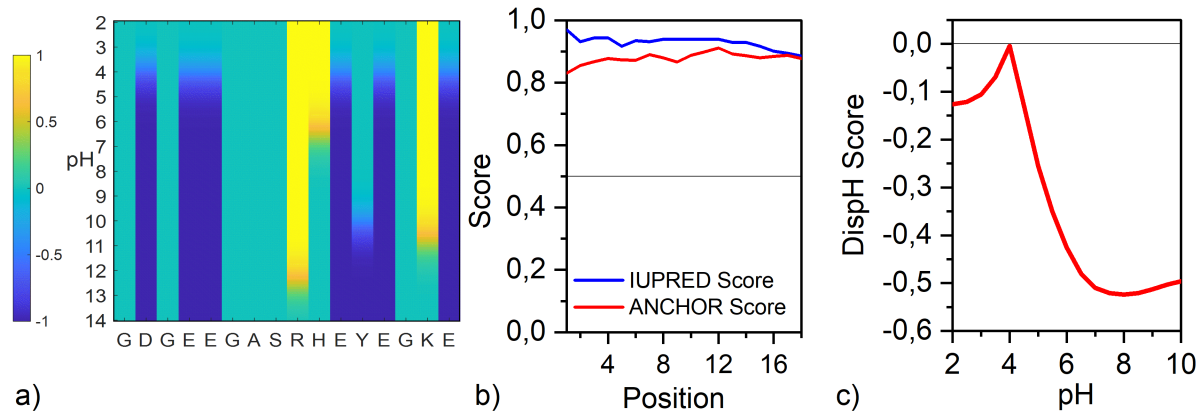 1
0.5
0
-0.5
-1
pH
2
3
4
5
6
7
8
9
10
11
12
13
14
G D G E E G A S R H E Y E G K E
a)
Score
1,0
0,8
0,6
0,4
0,2
0,0
IUPRED Score
ANCHOR Score
4 8 12 16
Position
b)
DispH Score
0,0
-0,1
-0,2
-0,3
-0,4
-0,5
-0,6
2 4 6 8 10
pH
c)